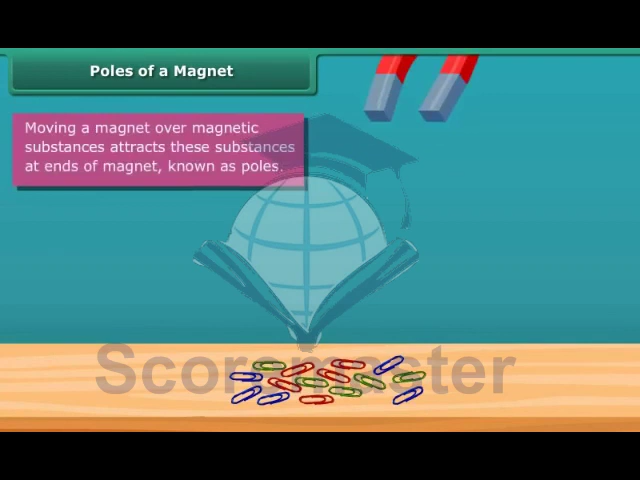 Poles of a Magnet
Moving a magnet over magnetic
substances attracts these substances
at ends of magnet, known as poles.
Scoremaster